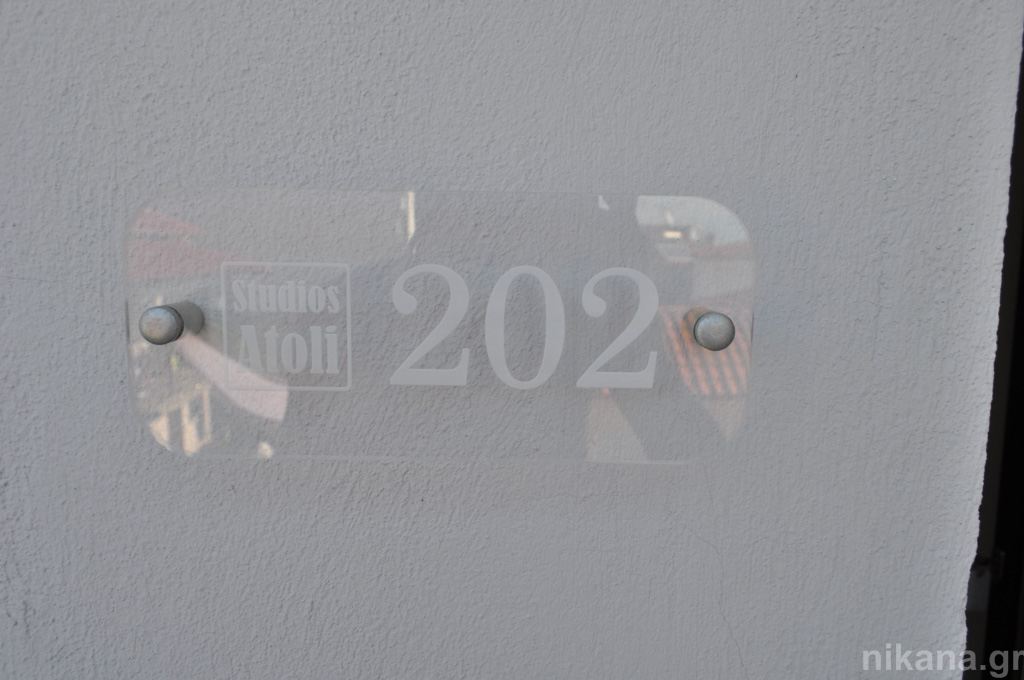 Studios
Atoli
202
nikana.gr